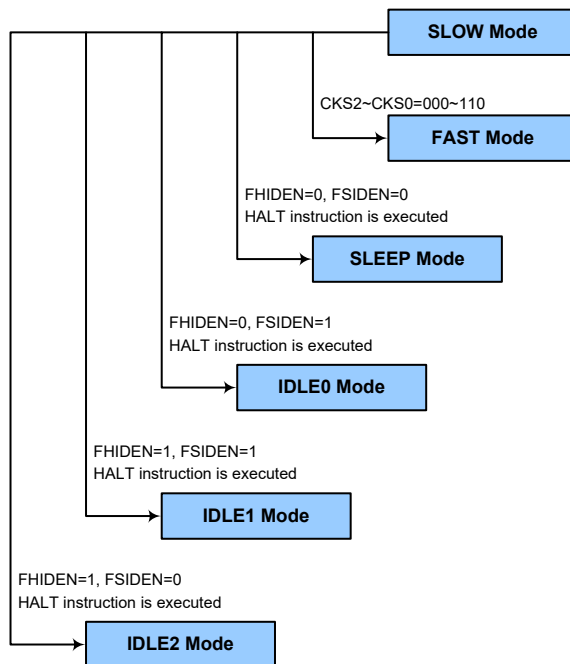 SLOW Mode
CKS2~CKS0=000~110
FAST Mode
FHIDEN=0, FSIDEN=0
HALT instruction is executed
SLEEP Mode
FHIDEN=0, FSIDEN=1
HALT instruction is executed
IDLE0 Mode
FHIDEN=1, FSIDEN=1
HALT instruction is executed
IDLE1 Mode
FHIDEN=1, FSIDEN=0
HALT instruction is executed
IDLE2 Mode